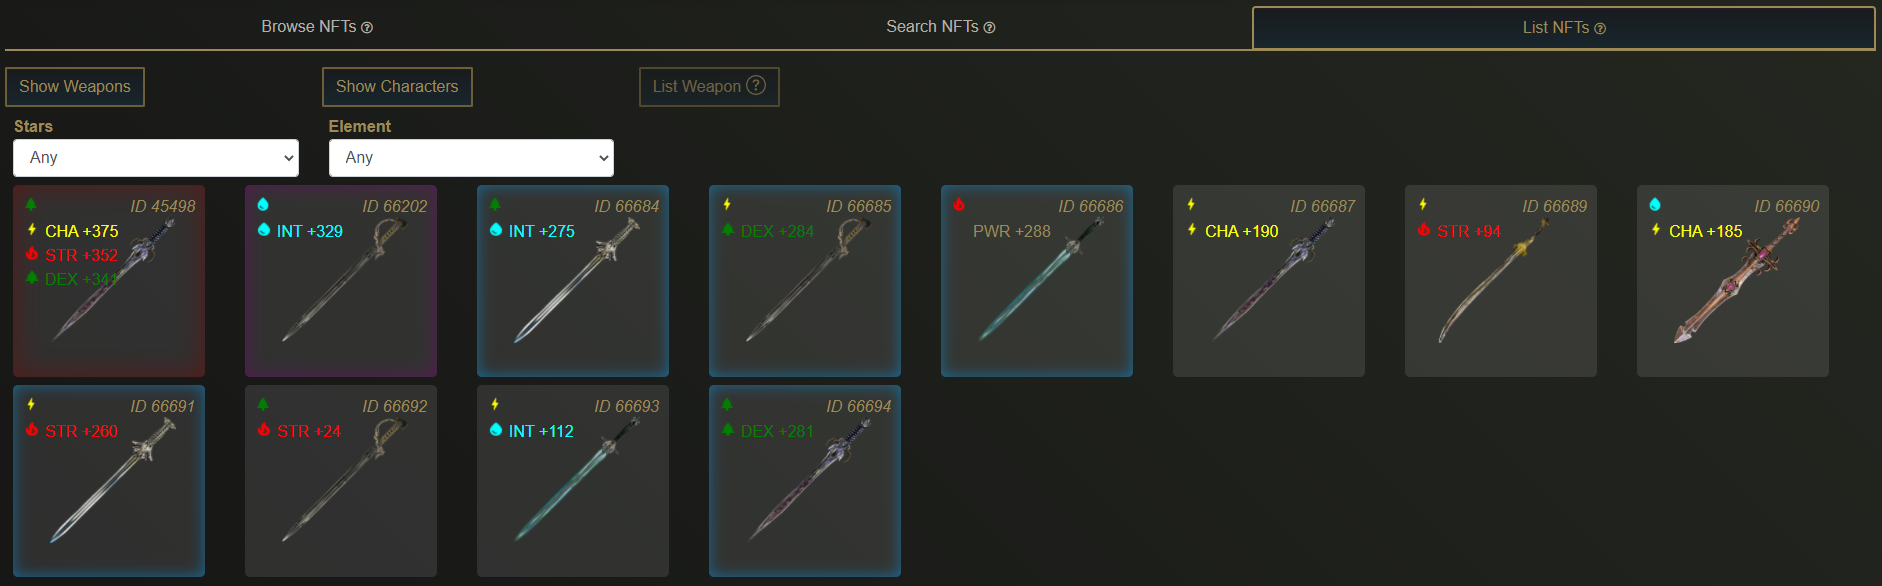 Browse NFTs
Search NFTs
List NFTs
Show Weapons
Show Characters
List Weapon
Stars
Element
Any
Any
ID 45498
CHA +375
STR +352
DEX +341
ID 66202
INT +329
ID 66684
INT +275
ID 66685
DEX +284
ID 66686
PWR +288
ID 66687
CHA +190
ID 66689
STR +94
ID 66690
CHA +185
ID 66691
STR +260
ID 66692
STR +24
ID 66693
INT +112
ID 66694
DEX +281